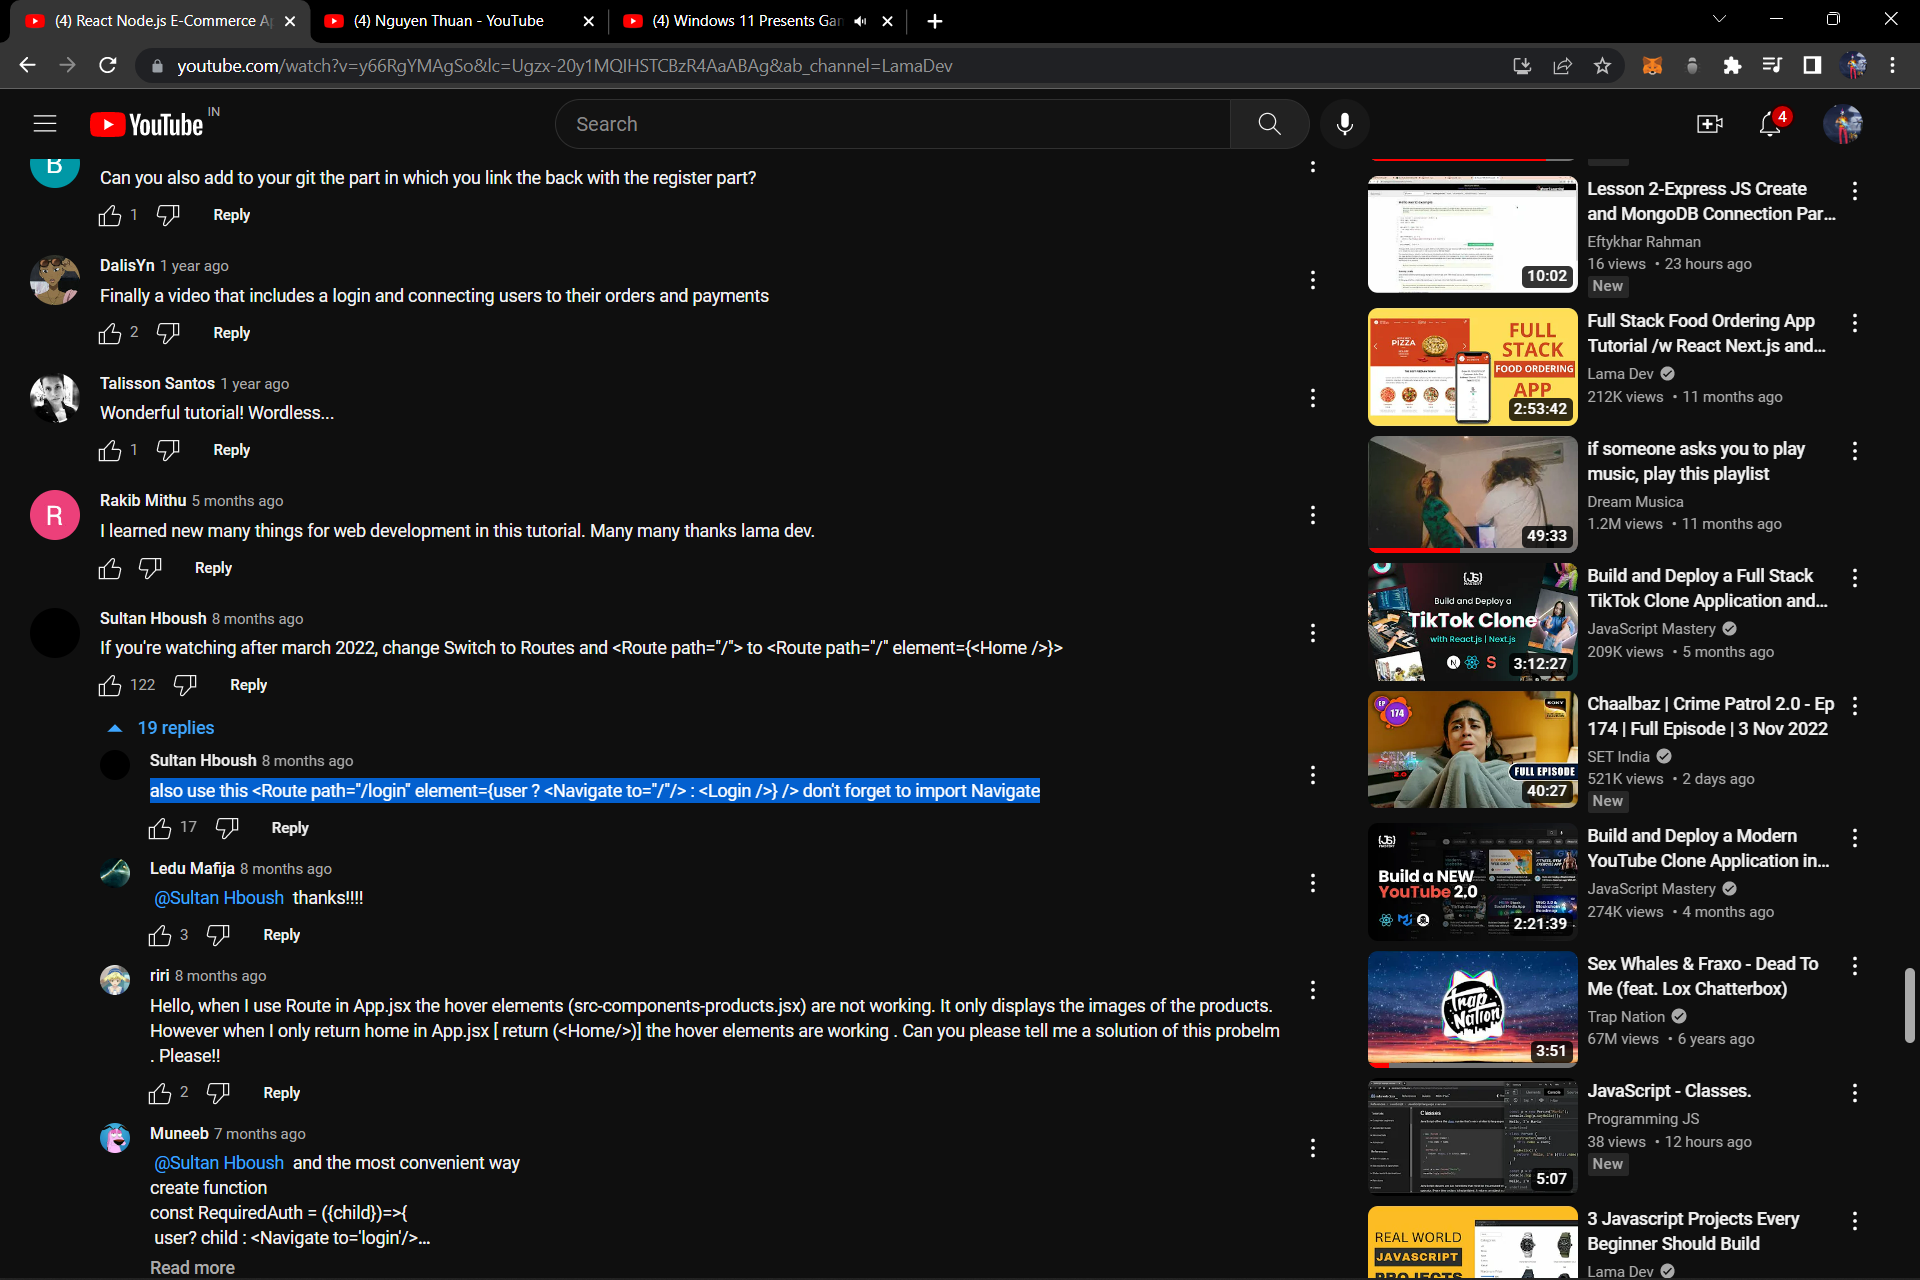 (4) React Node.js E-Commerce A
(4) Nguyen Thuan - YouTube
(4) Windows 11 Presents Gar
youtube.com/watch?v=y66RgYMAgSo&lc=Ugzx-20y1MQIHSTCBzR4AaABAg&ab_channel=LamaDev
YouTube IN
Search
4
B
Can you also add to your git the part in which you link the back with the register part?
1 Reply
DalisYn 1 year ago
Finally a video that includes a login and connecting users to their orders and payments
2 Reply
Talisson Santos 1 year ago
Wonderful tutorial! Wordless...
1 Reply
R
Rakib Mithu 5 months ago
I learned new many things for web development in this tutorial. Many many thanks lama dev.
Reply
Sultan Hboush 8 months ago
If you're watching after march 2022, change Switch to Routes and <Route path="/"> to <Route path="/" element={<Home />}>
122 Reply
19 replies
Sultan Hboush 8 months ago
also use this <Route path="/login" element={user ? <Navigate to="/"/> : <Login />} /> don't forget to import Navigate
17 Reply
Ledu Mafija 8 months ago
@Sultan Hboush thanks!!!!
3 Reply
riri 8 months ago
Hello, when I use Route in App.jsx the hover elements (src-components-products.jsx) are not working. It only displays the images of the products.
However when I only return home in App.jsx [ return (<Home/>)] the hover elements are working . Can you please tell me a solution of this probelm
. Please!!
2 Reply
Muneeb 7 months ago
@Sultan Hboush and the most convenient way
create function
const RequiredAuth = ({child})=>{
user? child : <Navigate to='login'/>...
Read more
10:02
Lesson 2-Express JS Create
and MongoDB Connection Par...
Eftykhar Rahman
16 views • 23 hours ago
New
PIZZA
FULL
STACK
FOOD ORDERING
APP
2:53:42
Full Stack Food Ordering App
Tutorial /w React Next.js and...
Lama Dev
212K views • 11 months ago
49:33
if someone asks you to play
music, play this playlist
Dream Musica
1.2M views • 11 months ago
Build and Deploy a
TikTok Clone
with React.js | Next.js
3:12:27
Build and Deploy a Full Stack
TikTok Clone Application and...
JavaScript Mastery
209K views • 5 months ago
EP
174
CRIME
2.0
FULL EPISODE
40:27
Chaalbaz | Crime Patrol 2.0 - Ep
174 | Full Episode | 3 Nov 2022
SET India
521K views • 2 days ago
New
Build a NEW
YouTube 2.0
2:21:39
Build and Deploy a Modern
YouTube Clone Application in...
JavaScript Mastery
274K views • 4 months ago
Trap
Nation
3:51
Sex Whales & Fraxo - Dead To
Me (feat. Lox Chatterbox)
Trap Nation
67M views • 6 years ago
Classes
5:07
JavaScript - Classes.
Programming JS
38 views • 12 hours ago
New
REAL WORLD
JAVASCRIPT
PROJECTS
3 Javascript Projects Every
Beginner Should Build
Lama Dev